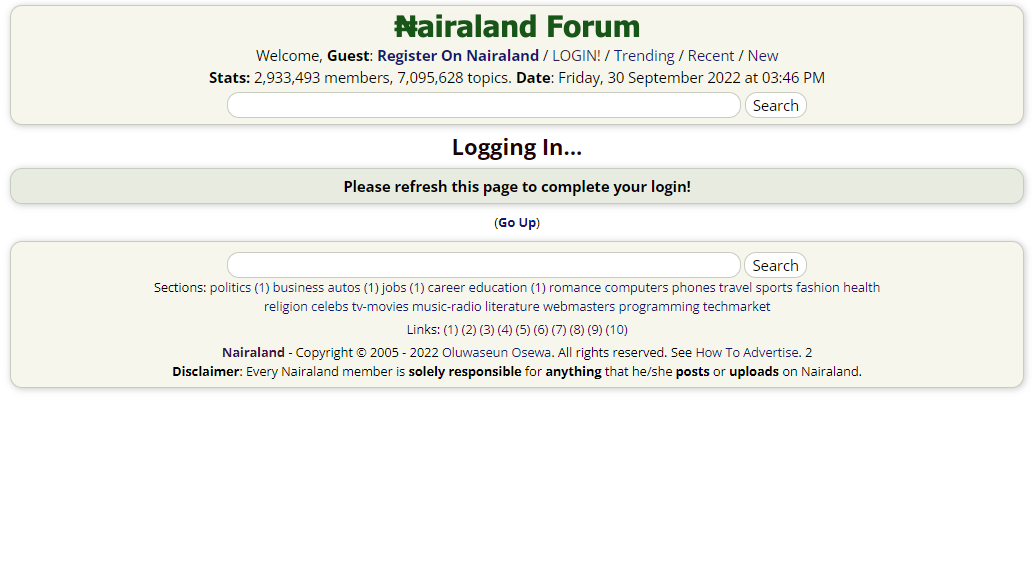 ₦airaland Forum
Welcome, Guest: Register On Nairaland / LOGIN! / Trending / Recent / New
Stats: 2,933,493 members, 7,095,628 topics. Date: Friday, 30 September 2022 at 03:46 PM
Search
Logging In...
Please refresh this page to complete your login!
(Go Up)
Search
Sections: politics (1) business autos (1) jobs (1) career education (1) romance computers phones travel sports fashion health
religion celebs tv-movies music-radio literature webmasters programming techmarket
Links: (1) (2) (3) (4) (5) (6) (7) (8) (9) (10)
Nairaland - Copyright © 2005 - 2022 Oluwaseun Osewa. All rights reserved. See How To Advertise. 2
Disclaimer: Every Nairaland member is solely responsible for anything that he/she posts or uploads on Nairaland.